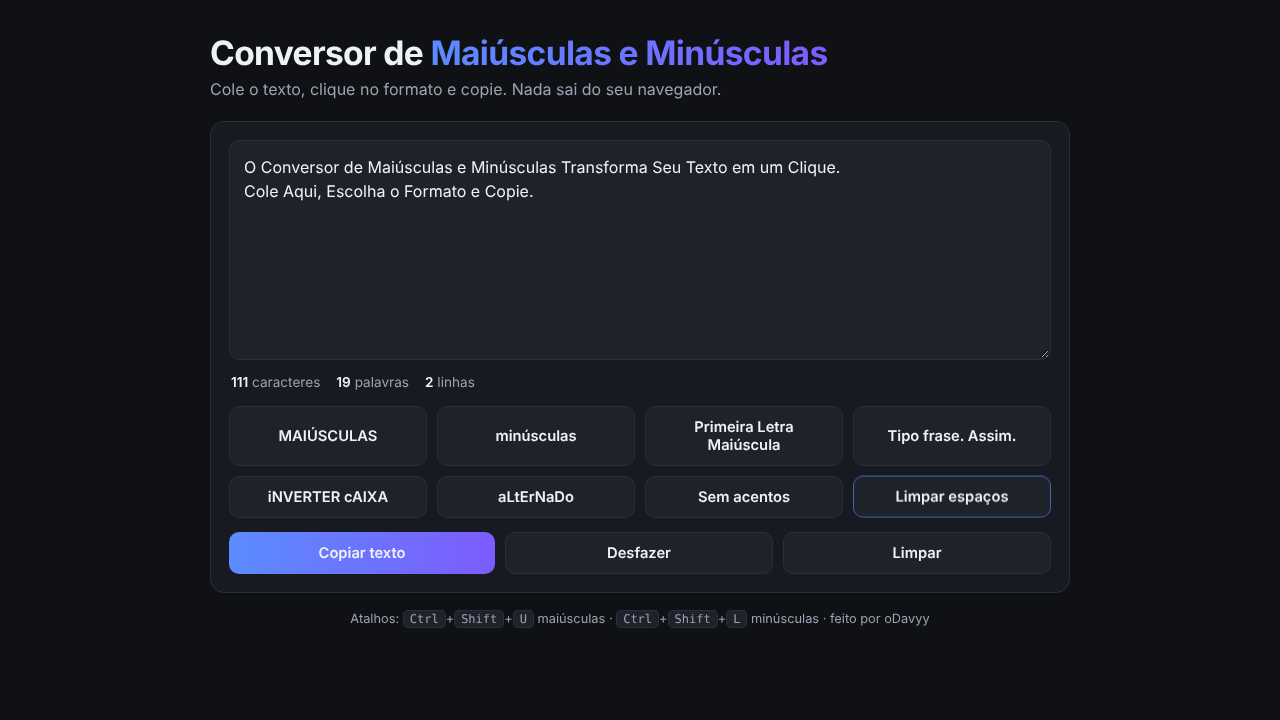 Conversor de Maiúsculas e Minúsculas
Cole o texto, clique no formato e copie. Nada sai do seu navegador.
O Conversor de Maiúsculas e Minúsculas Transforma Seu Texto em um Clique.
Cole Aqui, Escolha o Formato e Copie.
111 caracteres 19 palavras 2 linhas
MAIÚSCULAS
minúsculas
Primeira Letra
Maiúscula
Tipo frase. Assim.
iNVERTER cAIXA
aLtErNaDo
Sem acentos
Limpar espaços
Copiar texto
Desfazer
Limpar
Atalhos: Ctrl+Shift+U maiúsculas · Ctrl+Shift+L minúsculas · feito por oDavyy